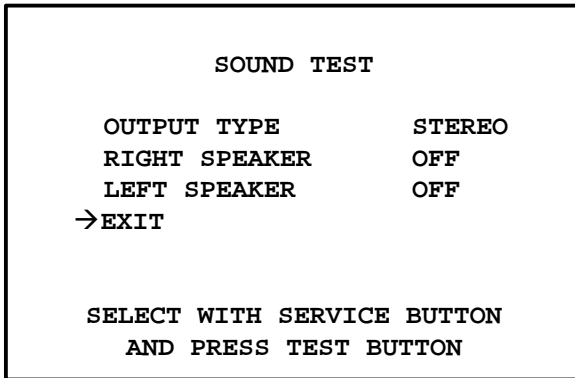 SOUND TEST
OUTPUT TYPE STEREO
RIGHT SPEAKER OFF
LEFT SPEAKER OFF
→EXIT
SELECT WITH SERVICE BUTTON
AND PRESS TEST BUTTON